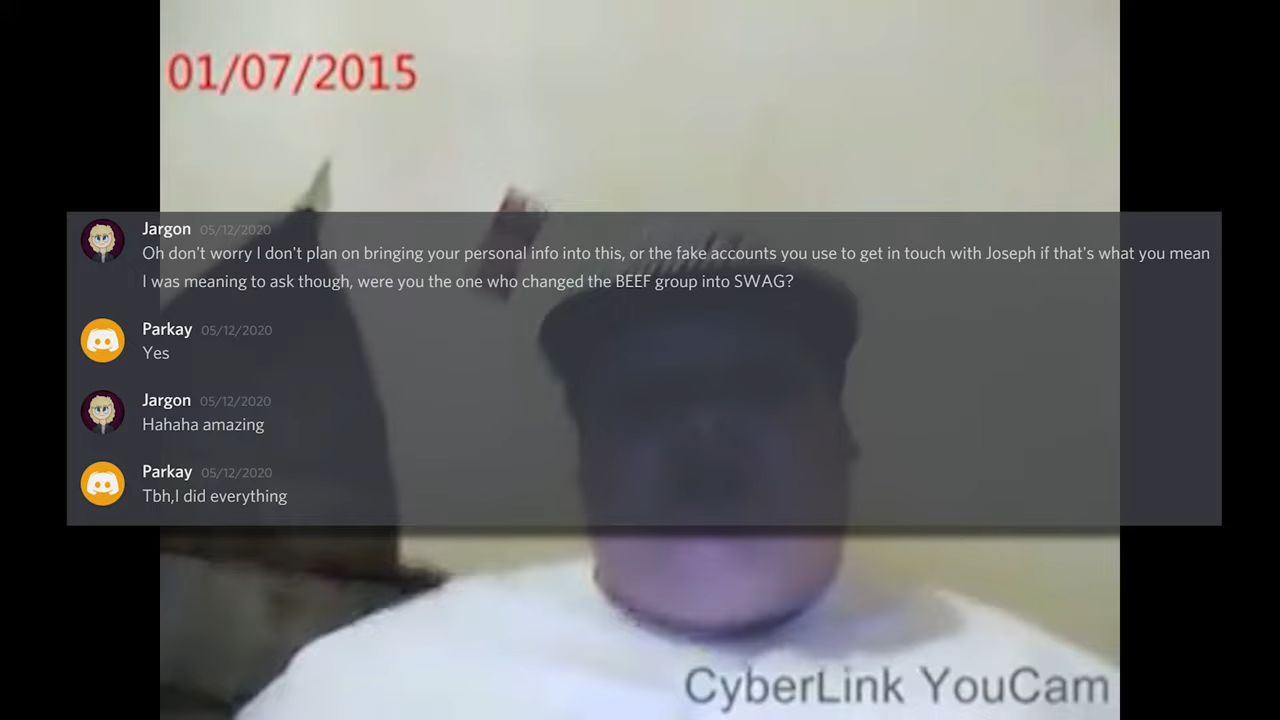 01/07/2015
Jargon 05/12/2020
Oh don't worry I don't plan on bringing your personal info into this, or the fake accounts you use to get in touch with Joseph if that's what you mean
I was meaning to ask though, were you the one who changed the BEEF group into SWAG?
Parkay 05/12/2020
Yes
Jargon 05/12/2020
Hahaha amazing
Parkay 05/12/2020
Tbh,I did everything
CyberLink YouCam